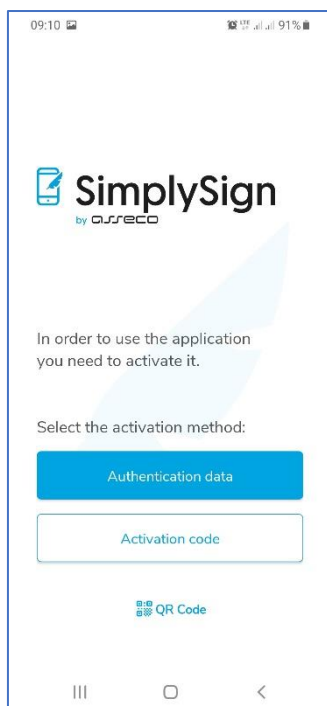 09:10 LTE 91%
SimplySign
by asseco
In order to use the application
you need to activate it.
Select the activation method:
Authentication data
Activation code
QR Code